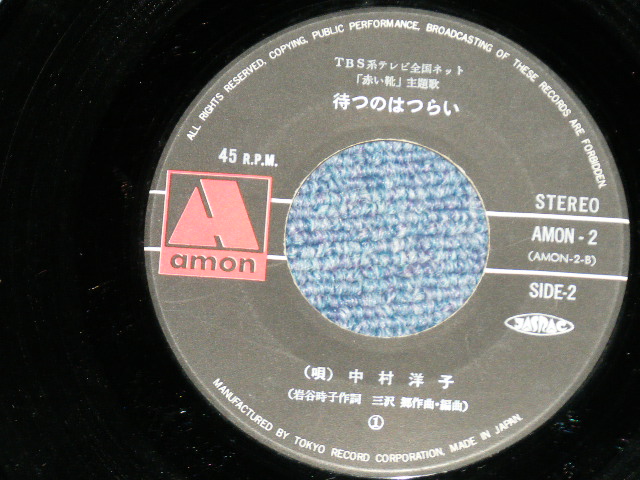 ALL RIGHTS RESERVED. COPYING, PUBLIC PERFORMANCE, BROADCASTING OF THESE RECORDS ARE FORBIDDEN.
TBS系テレビ全国ネット
「赤い靴」主題歌
待つのはつらい
45 R.P.M.
amon
STEREO
AMON-2
(AMON-2-B)
SIDE-2
JASRAC
(唄) 中村洋子
(岩谷時子作詞 三沢 郷作曲・編曲)
①
MANUFACTURED BY TOKYO RECORD CORPORATION, MADE IN JAPAN.